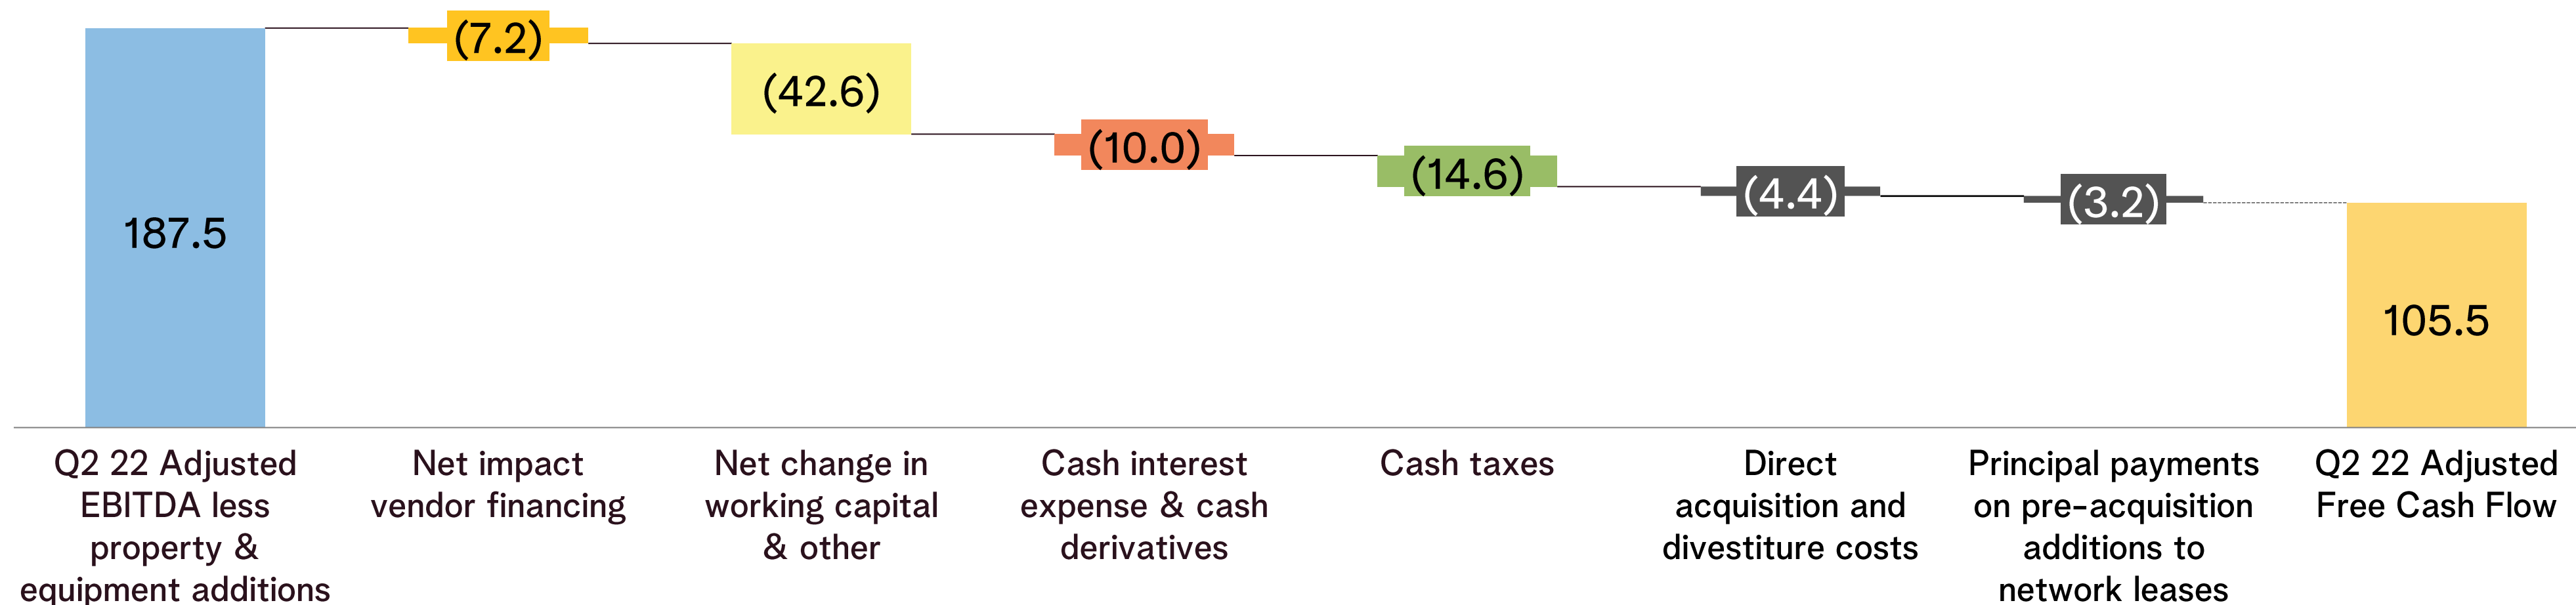 187.5
(7.2)
(42.6)
(10.0)
(14.6)
(4.4)
(3.2)
105.5
Q2 22 Adjusted
EBITDA less
property &
equipment additions
Net impact
vendor financing
Net change in
working capital
& other
Cash interest
expense & cash
derivatives
Cash taxes
Direct
acquisition and
divestiture costs
Principal payments
on pre-acquisition
additions to
network leases
Q2 22 Adjusted
Free Cash Flow